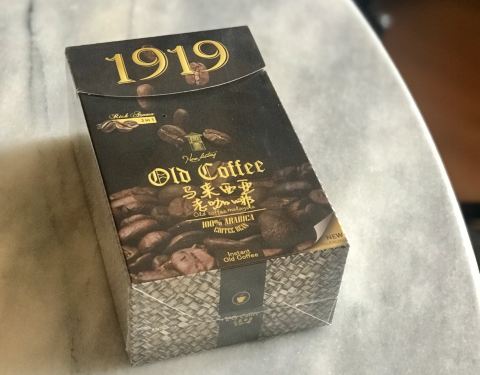 1919
Rich Aroma
3 in 1
Old Coffee
马来西亚
老咖啡
Old coffee malaysia
100% ARABICA
COFFEE BEAN
NEW
Instant
Old Coffee